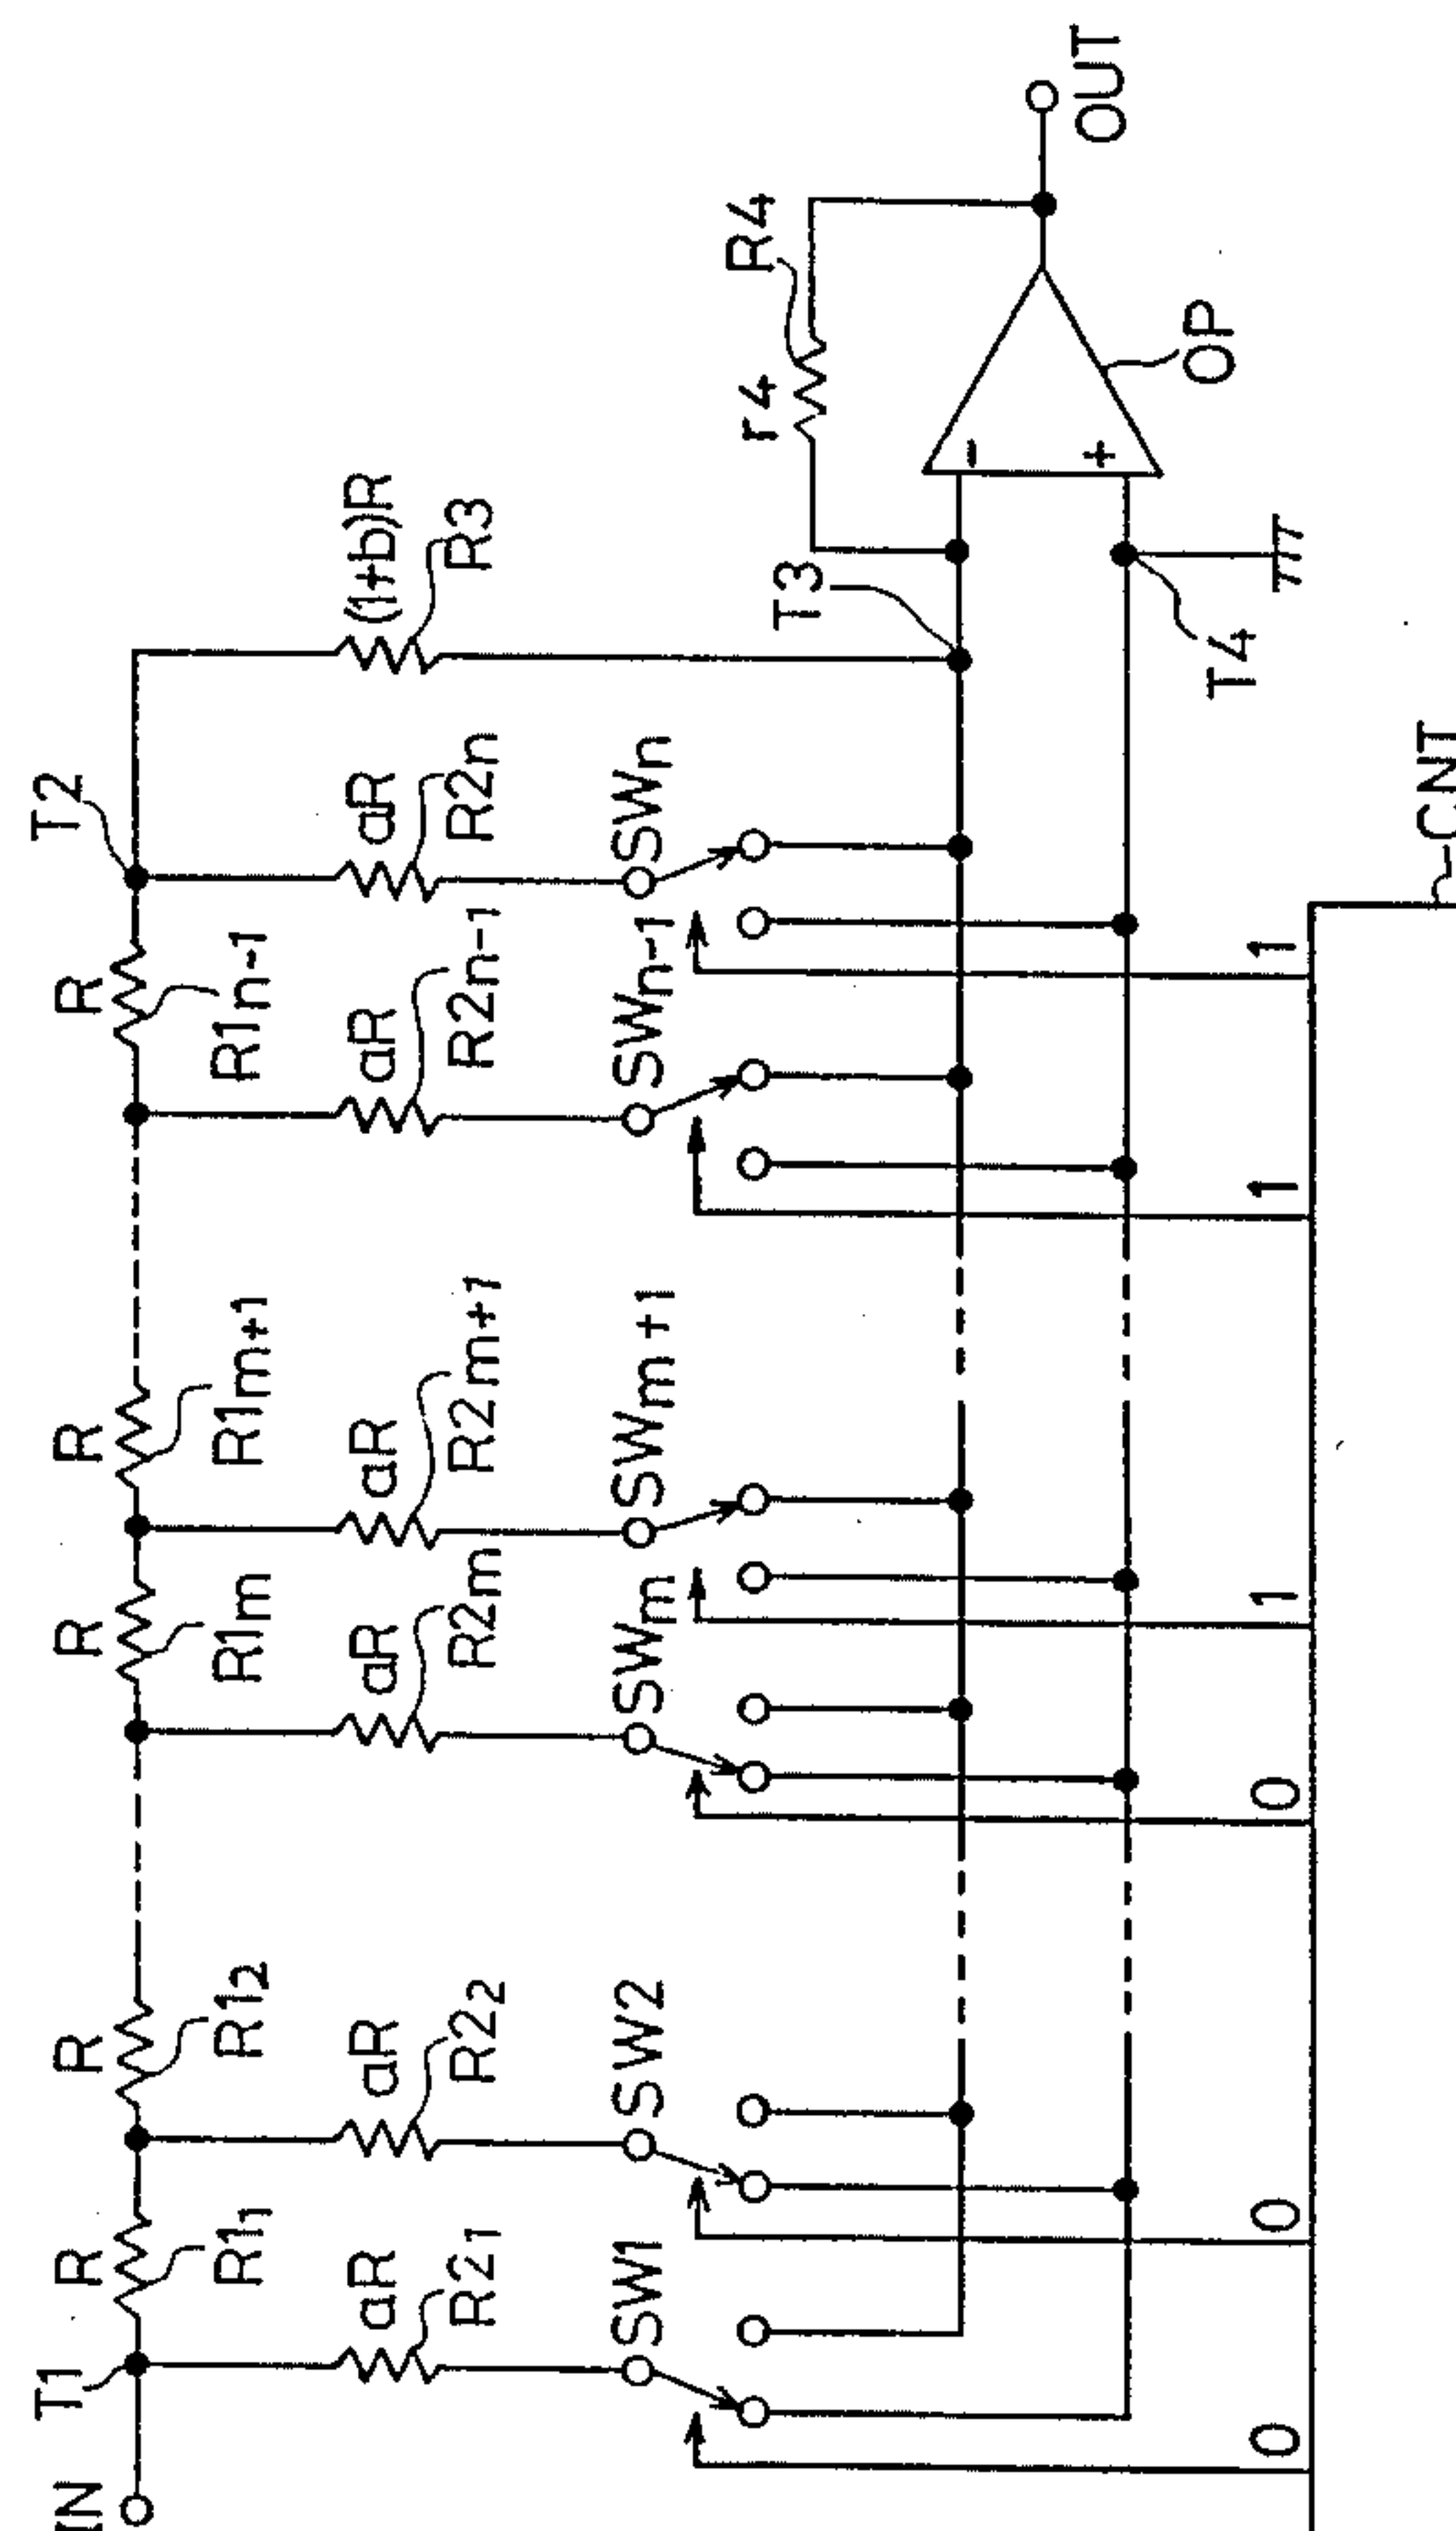 IN
T1
R
R1₁
R
R1₂
R
R1m
R
R1m+1
R
R1n-1
T2
aR
R2₁
aR
R2₂
aR
R2m
aR
R2m+1
aR
R2n-1
aR
R2n
(1+b)R
R3
SW1
SW2
SWm
SWm+1
SWn-1
SWn
r4
R4
T3
T4
-
+
OP
OUT
0
0
0
1
1
1
CNT